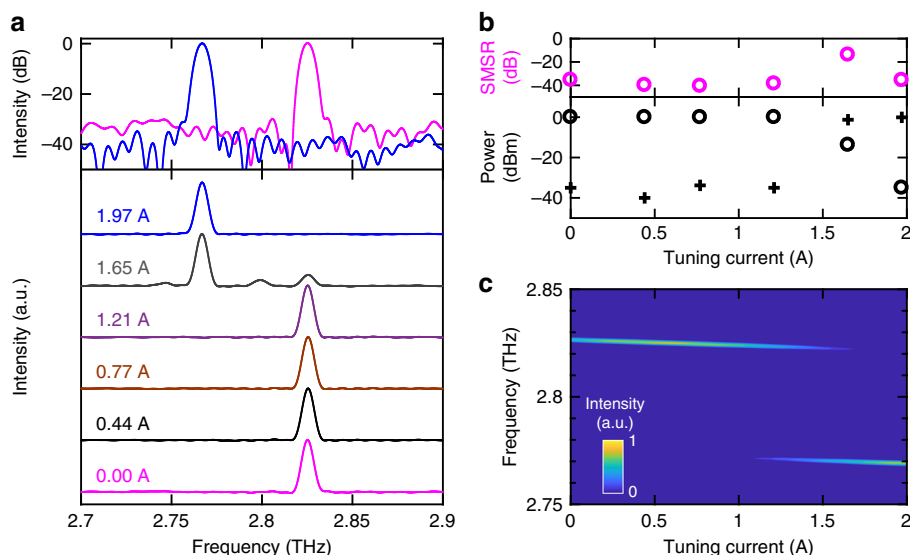 a
Intensity (dB)
0
−20
−40
Intensity (a.u.)
1.97 A
1.65 A
1.21 A
0.77 A
0.44 A
0.00 A
2.7
2.75
2.8
2.85
2.9
Frequency (THz)
b
SMSR
(dB)
0
−20
−40
Power
(dBm)
0
−20
−40
0
0.5
1
1.5
2
Tuning current (A)
c
Frequency (THz)
2.85
2.8
2.75
Intensity
(a.u.)
1
0
0
0.5
1
1.5
2
Tuning current (A)